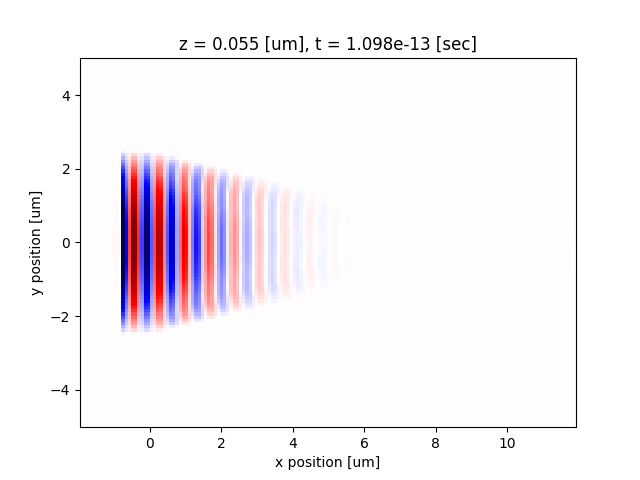 z = 0.055 [um], t = 1.098e-13 [sec]
4
2
0
−2
−4
y position [um]
0 2 4 6 8 10
x position [um]